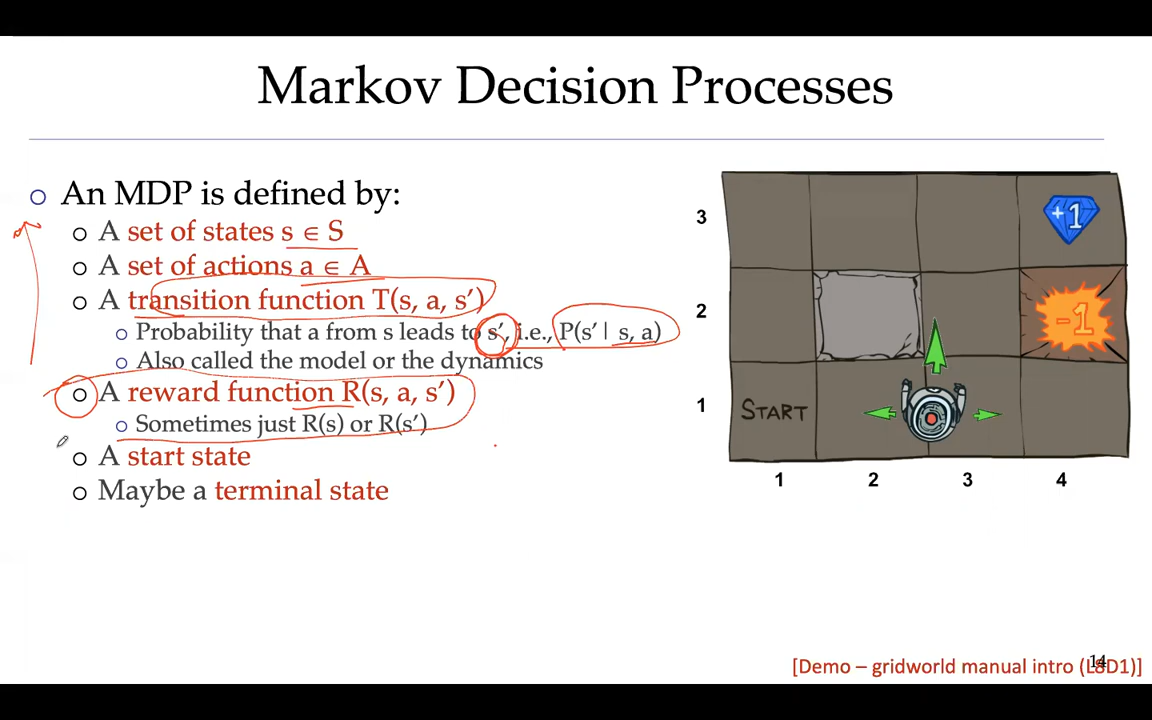 Markov Decision Processes
An MDP is defined by:
A set of states s ∈ S
A set of actions a ∈ A
A transition function T(s, a, s')
Probability that a from s leads to s', i.e., P(s' | s, a)
Also called the model or the dynamics
A reward function R(s, a, s')
Sometimes just R(s) or R(s')
A start state
Maybe a terminal state
3
+1
2
-1
1
START
1 2 3 4
14
[Demo – gridworld manual intro (L8D1)]